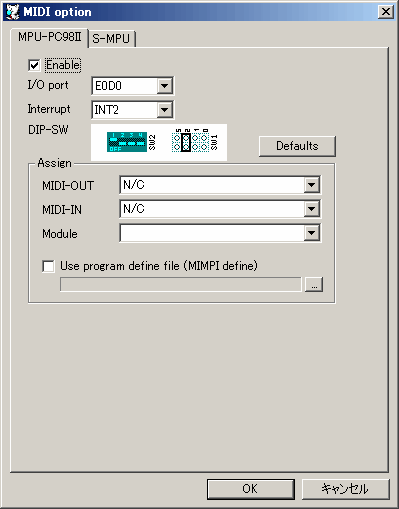 MIDI option
MPU-PC98II S-MPU
Enable
I/O port E0D0
Interrupt INT2
DIP-SW
1 2 3 4
OFF
SW2
5 2 1 0
SW1
Defaults
Assign
MIDI-OUT N/C
MIDI-IN N/C
Module
Use program define file (MIMPI define)
...
OK キャンセル